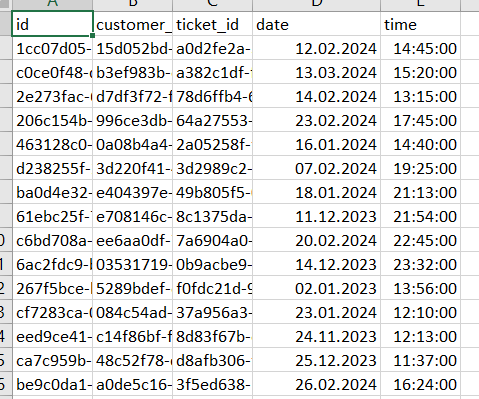 A B C D E
id customer_ ticket_id date time
1cc07d05- 15d052bd- a0d2fe2a- 12.02.2024 14:45:00
c0ce0f48- b3ef983b- a382c1df- 13.03.2024 15:20:00
2e273fac- d7df3f72- 78d6ffb4- 14.02.2024 13:15:00
206c154b- 996ce3db- 64a27553- 23.02.2024 17:45:00
463128c0- 0a08b4a4- 2a05258f- 16.01.2024 14:40:00
d238255f- 3d220f41- 3d2989c2- 07.02.2024 19:25:00
ba0d4e32- e404397e- 49b805f5- 18.01.2024 21:13:00
61ebc25f- e708146c- 8c1375da- 11.12.2023 21:54:00
0 c6bd708a- ee6aa0df- 7a6904a0- 20.02.2024 22:45:00
1 6ac2fdc9- 03531719- 0b9acbe9- 14.12.2023 23:32:00
2 267f5bce- 5289bdef- f0fdc21d- 02.01.2023 13:56:00
3 cf7283ca- 084c54ad- 37a956a3- 23.01.2024 12:10:00
4 eed9ce41- c14f86bf- 8d83f67b- 24.11.2023 12:13:00
5 ca7c959b- 48c52f78- d8afb306- 25.12.2023 11:37:00
6 be9c0da1- a0de5c16- 3f5ed638- 26.02.2024 16:24:00